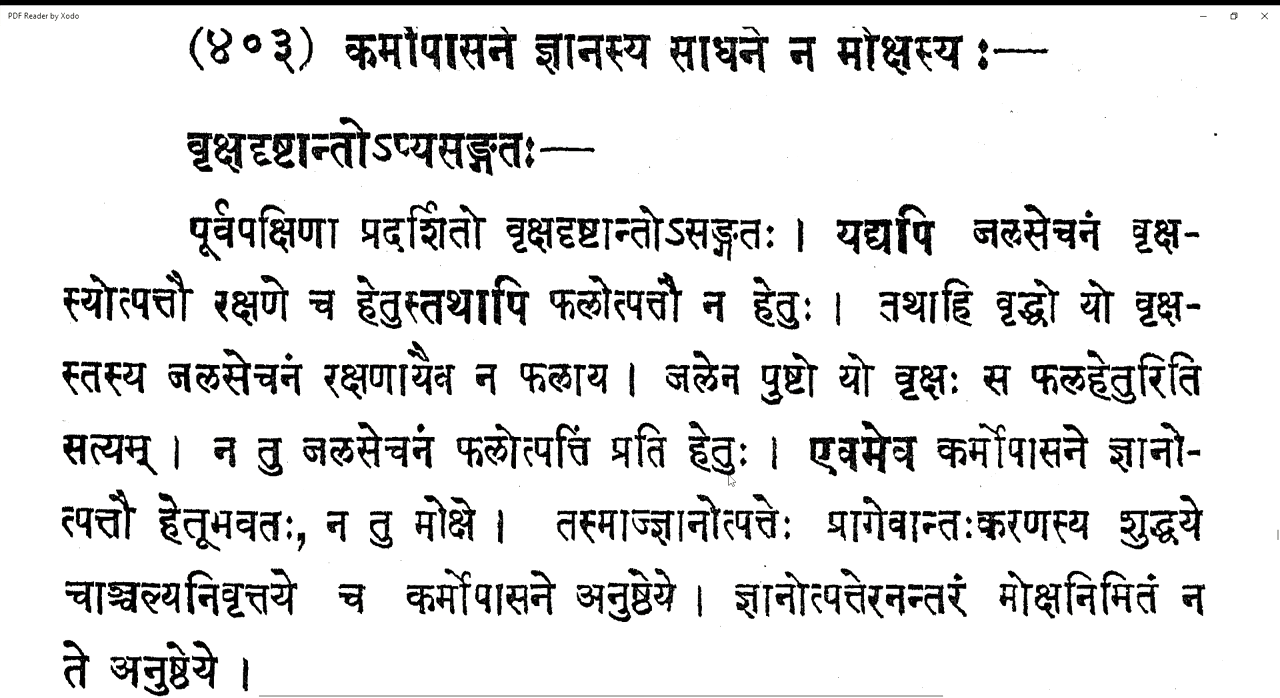 PDF Reader by Xodo
(४०३) कर्मोपासने ज्ञानस्य साधने न मोक्षस्य :—
वृक्षदृष्टान्तोऽप्यसङ्गतः—
पूर्वपक्षिणा प्रदर्शितो वृक्षदृष्टान्तोऽसङ्गतः । यद्यपि जलसेचनं वृक्ष-
स्योत्पत्तौ रक्षणे च हेतुस्तथापि फलोत्पत्तौ न हेतुः । तथाहि वृद्धो यो वृक्ष-
स्तस्य जलसेचनं रक्षणायैव न फलाय । जलेन पुष्टो यो वृक्षः स फलहेतुरिति
सत्यम् । न तु जलसेचनं फलोत्पत्तिं प्रति हेतुः । एवमेव कर्मोपासने ज्ञानो-
त्पत्तौ हेतूभवतः, न तु मोक्षे । तस्माज्ज्ञानोत्पत्तेः प्रागेवान्तःकरणस्य शुद्धये
चाञ्चल्यनिवृत्तये च कर्मोपासने अनुष्ठेये । ज्ञानोत्पत्तेरनन्तरं मोक्षनिमितं न
ते अनुष्ठेये ।